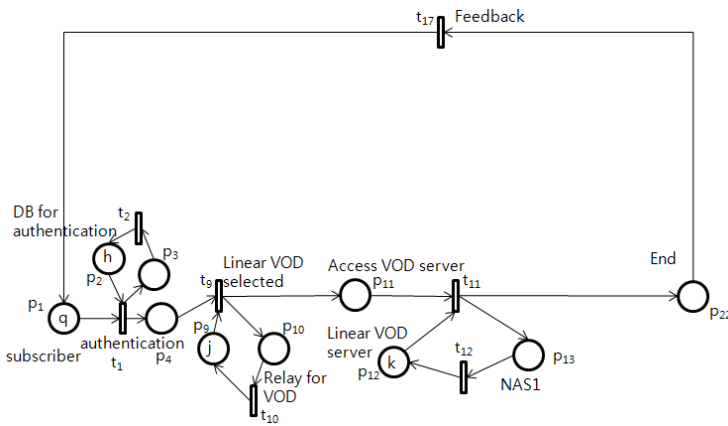 t17 Feedback
DB for
authentication
t2
h
p2
p3
p1
q
subscriber
authentication
t1
p4
t9
Linear VOD
selected
p9
j
p10
Relay for
VOD
t10
Access VOD server
p11
t11
Linear VOD
server
p12
k
t12
p13
NAS1
End
p22